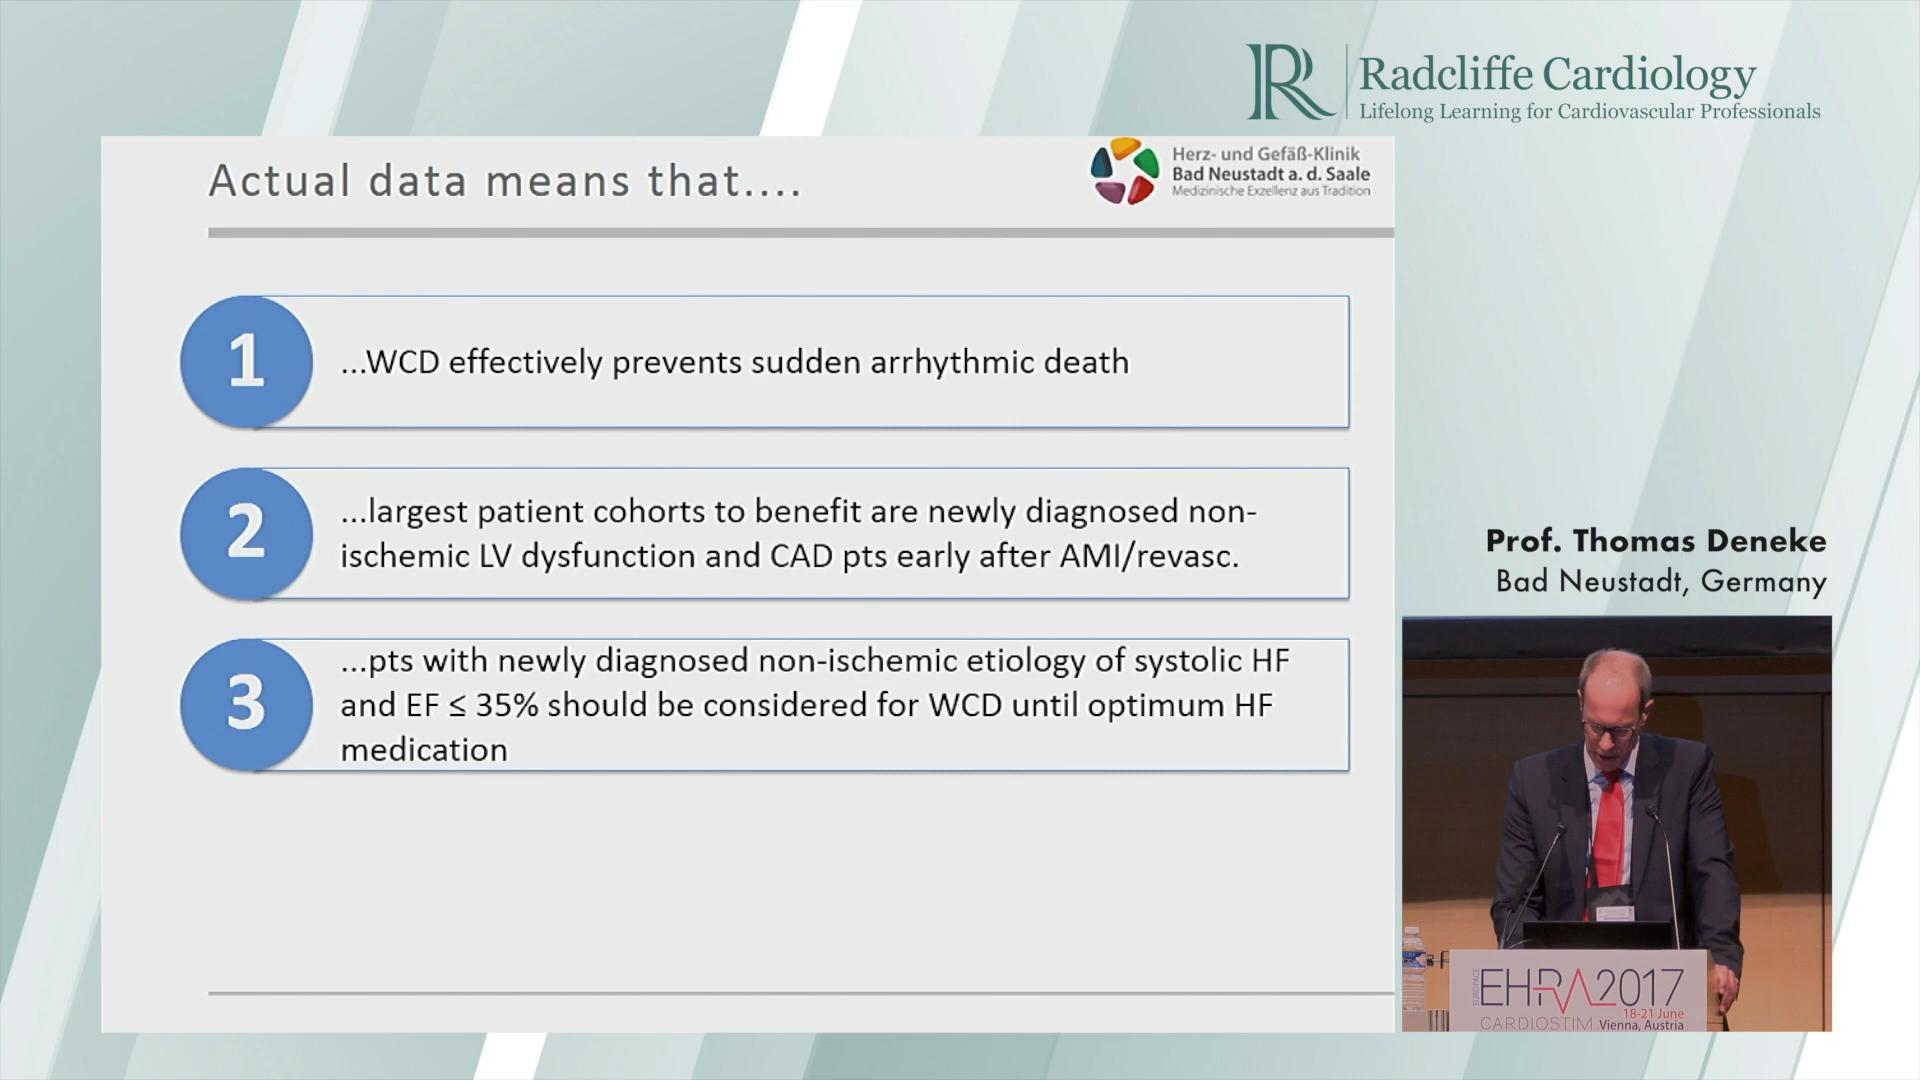 Radcliffe Cardiology
Lifelong Learning for Cardiovascular Professionals
Actual data means that....
Herz- und Gefäß-Klinik
Bad Neustadt a. d. Saale
Medizinische Exzellenz aus Tradition
1
...WCD effectively prevents sudden arrhythmic death
2
...largest patient cohorts to benefit are newly diagnosed non-
ischemic LV dysfunction and CAD pts early after AMI/revasc.
3
...pts with newly diagnosed non-ischemic etiology of systolic HF
and EF ≤ 35% should be considered for WCD until optimum HF
medication
Prof. Thomas Deneke
Bad Neustadt, Germany
EUROPACE
EHRA2017
18-21 June
CARDIOSTIM Vienna, Austria